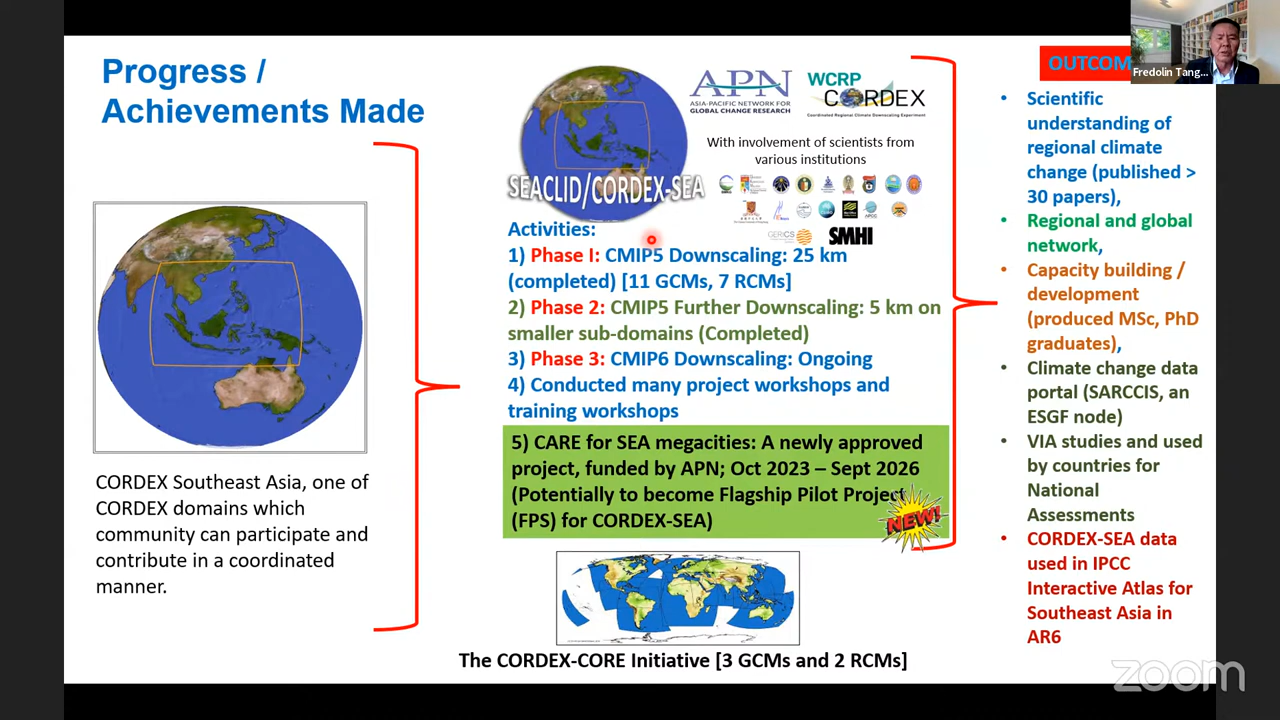 Progress /
Achievements Made
CORDEX Southeast Asia, one of
CORDEX domains which
community can participate and
contribute in a coordinated
manner.
SEACLID/CORDEX-SEA
APN
ASIA-PACIFIC NETWORK FOR
GLOBAL CHANGE RESEARCH
WCRP
CORDEX
Coordinated Regional Climate Downscaling Experiment
With involvement of scientists from
various institutions
APCC
GERICS
SMHI
Activities:
1) Phase I: CMIP5 Downscaling: 25 km
(completed) [11 GCMs, 7 RCMs]
2) Phase 2: CMIP5 Further Downscaling: 5 km on
smaller sub-domains (Completed)
3) Phase 3: CMIP6 Downscaling: Ongoing
4) Conducted many project workshops and
training workshops
5) CARE for SEA megacities: A newly approved
project, funded by APN; Oct 2023 – Sept 2026
(Potentially to become Flagship Pilot Project
(FPS) for CORDEX-SEA)
NEW!
The CORDEX-CORE Initiative [3 GCMs and 2 RCMs]
OUTCOM
Fredolin Tang...
• Scientific
understanding of
regional climate
change (published >
30 papers),
• Regional and global
network,
• Capacity building /
development
(produced MSc, PhD
graduates),
• Climate change data
portal (SARCCIS, an
ESGF node)
• VIA studies and used
by countries for
National
Assessments
• CORDEX-SEA data
used in IPCC
Interactive Atlas for
Southeast Asia in
AR6
zoom